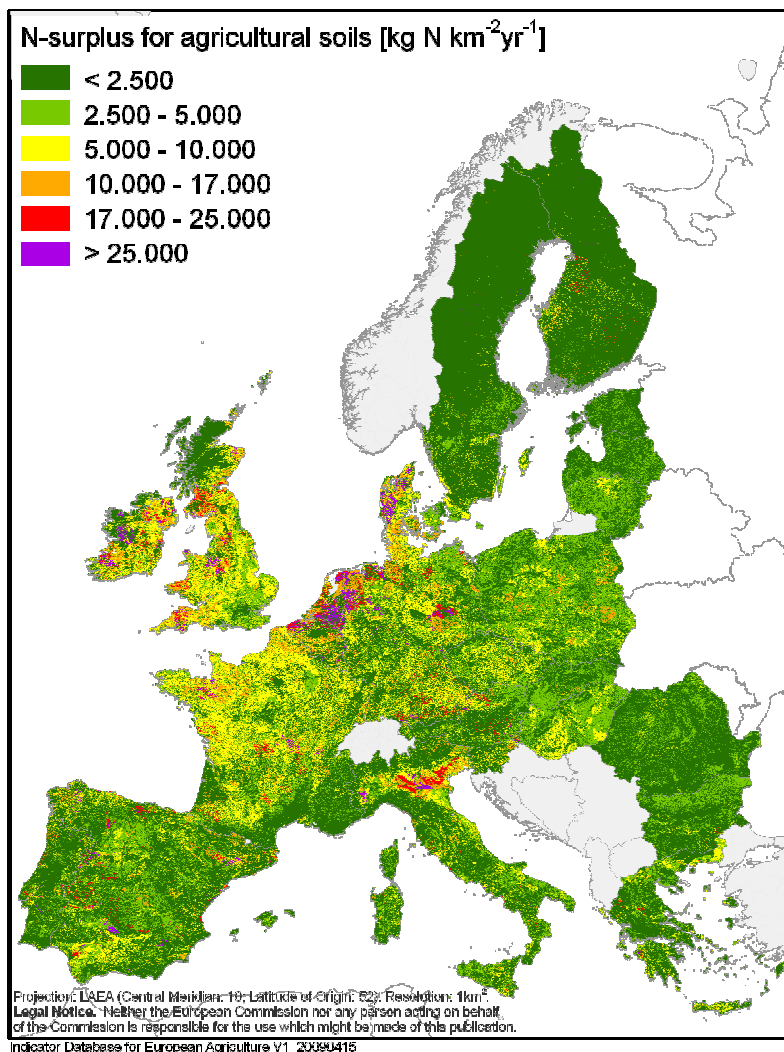 N-surplus for agricultural soils [kg N km-2yr-1]
< 2.500
2.500 - 5.000
5.000 - 10.000
10.000 - 17.000
17.000 - 25.000
> 25.000
Projection: LAEA (Central Meridian: 10; Latitude of Origin: 52). Resolution: 1km².
Legal Notice. Neither the European Commission nor any person acting on behalf
of the Commission is responsible for the use which might be made of this publication.
Indicator Database for European Agriculture V1_20090415